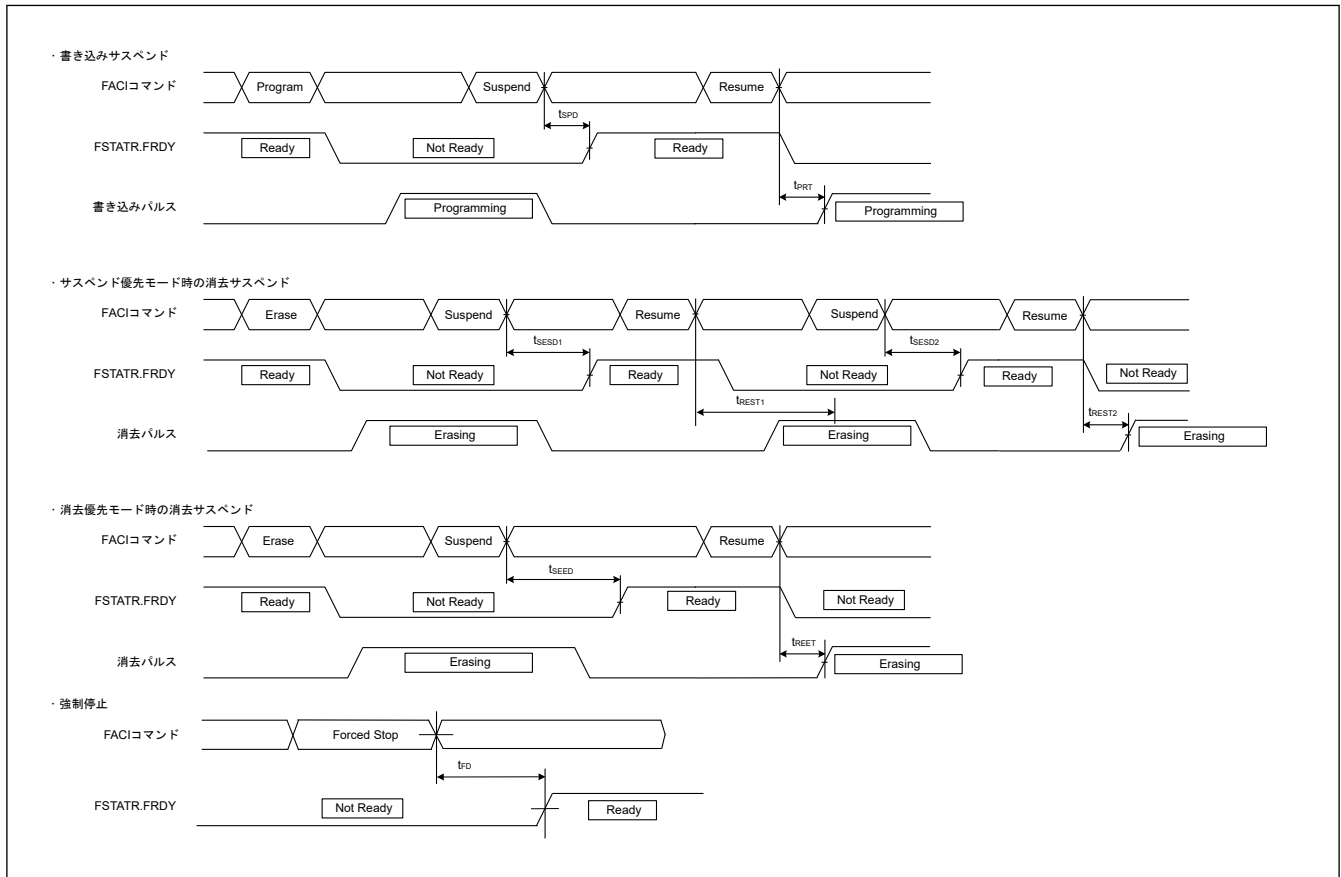 ・書き込みサスペンド
FACIコマンド Program Suspend Resume
tSPD
FSTATR.FRDY Ready Not Ready Ready
tPRT
書き込みパルス Programming Programming
・サスペンド優先モード時の消去サスペンド
FACIコマンド Erase Suspend Resume Suspend Resume
tSESD1 tSESD2
FSTATR.FRDY Ready Not Ready Ready Not Ready Ready Not Ready
tREST1 tREST2
消去パルス Erasing Erasing Erasing
・消去優先モード時の消去サスペンド
FACIコマンド Erase Suspend Resume
tSEED
FSTATR.FRDY Ready Not Ready Ready Not Ready
tREET
消去パルス Erasing Erasing
・強制停止
FACIコマンド Forced Stop
tFD
FSTATR.FRDY Not Ready Ready